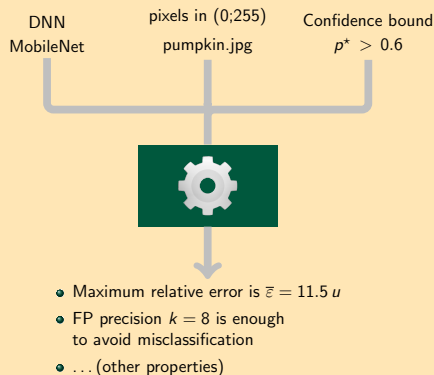 DNN
MobileNet
pixels in (0;255)
pumpkin.jpg
Confidence bound
p⋆ > 0.6
Maximum relative error is ε̅ = 11.5 u
FP precision k = 8 is enough
to avoid misclassification
... (other properties)